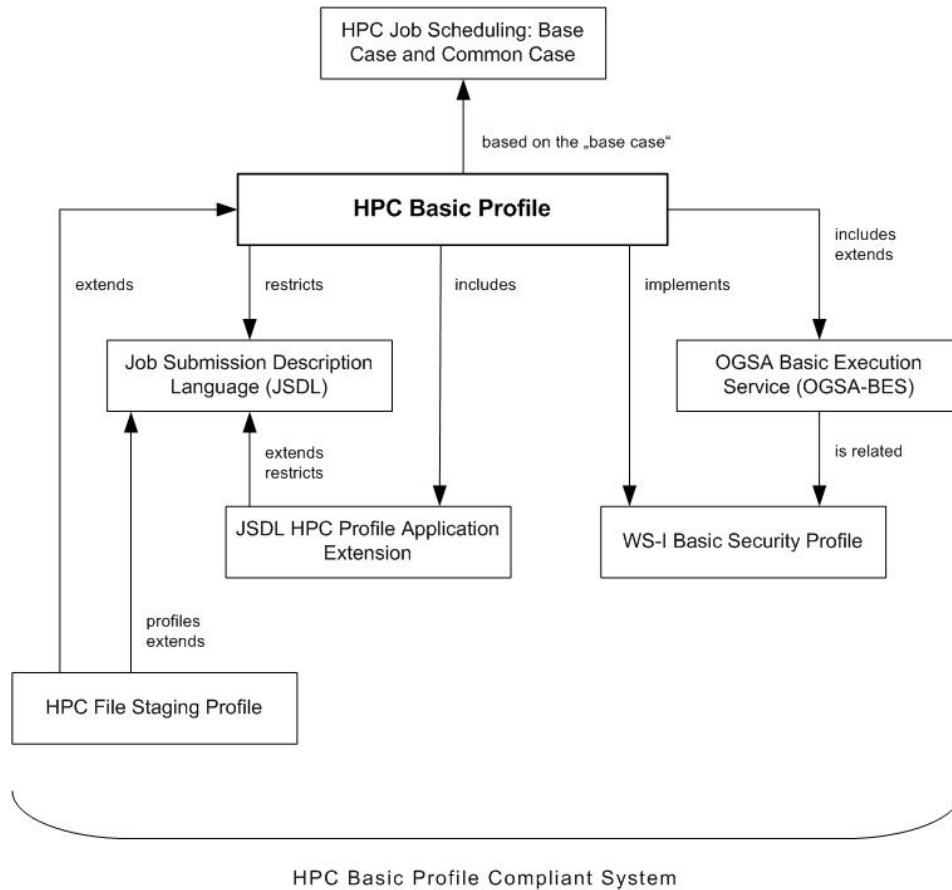 HPC Job Scheduling: Base
Case and Common Case
based on the „base case“
HPC Basic Profile
extends
restricts
includes
implements
includes
extends
Job Submission Description
Language (JSDL)
OGSA Basic Execution
Service (OGSA-BES)
extends
restricts
is related
JSDL HPC Profile Application
Extension
WS-I Basic Security Profile
profiles
extends
HPC File Staging Profile
HPC Basic Profile Compliant System